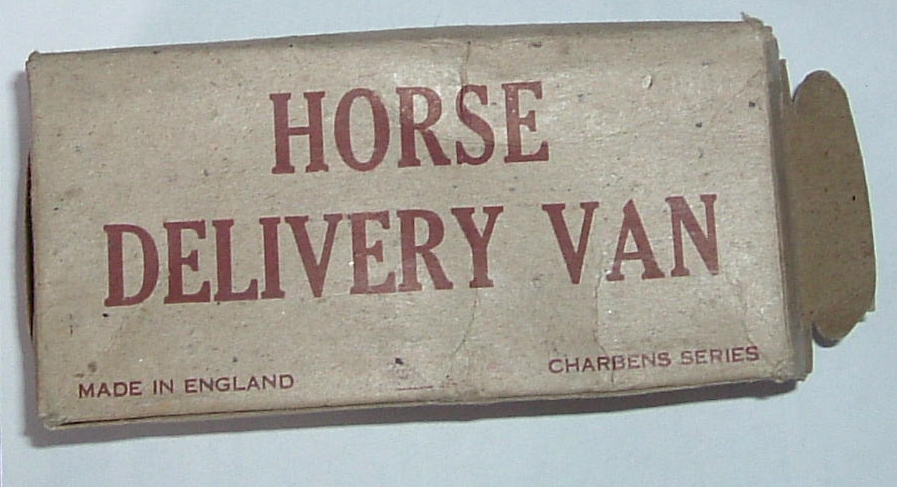 HORSE
DELIVERY VAN
MADE IN ENGLAND
CHARBENS SERIES